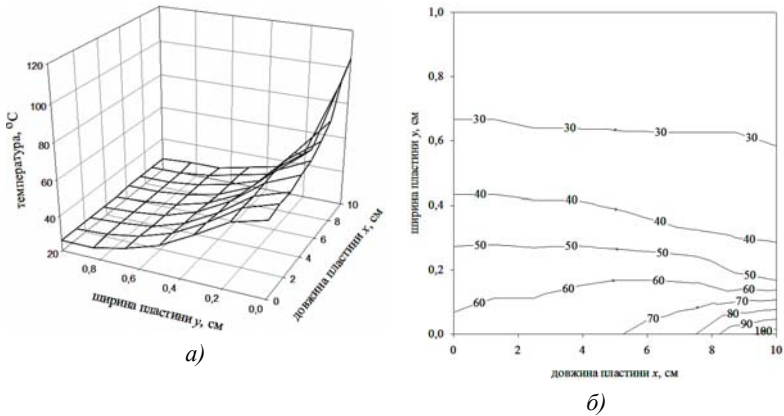 120
100
80
60
40
20
температура, °C
0,8
0,6
0,4
0,2
0,0
ширина пластини y, см
0
2
4
6
8
10
довжина пластини x, см
а)
1,0
0,8
0,6
0,4
0,2
0,0
ширина пластини y, см
30 30 30 30
40 40 40
50 50 50
60 60 60
70 70
80
90
100
0 2 4 6 8 10
довжина пластини x, см
б)